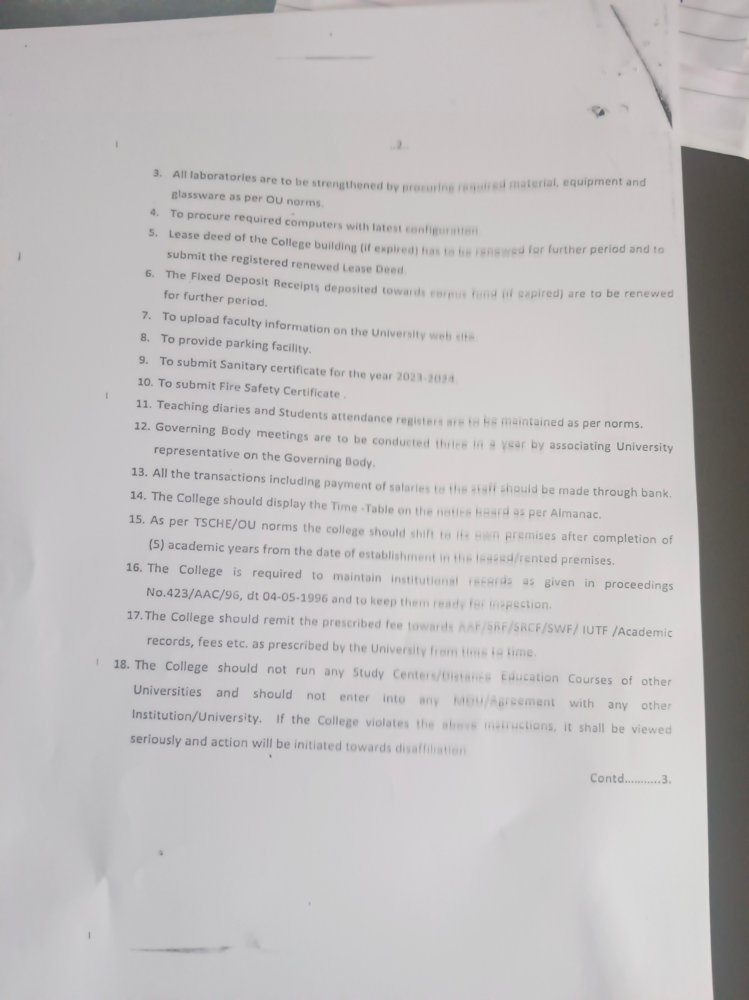 ..2..
3. All laboratories are to be strengthened by procuring required material, equipment and
glassware as per OU norms.
4. To procure required computers with latest configuration.
5. Lease deed of the College building (if expired) has to be renewed for further period and to
submit the registered renewed Lease Deed.
6. The Fixed Deposit Receipts deposited towards corpus fund (if expired) are to be renewed
for further period.
7. To upload faculty information on the University web site.
8. To provide parking facility.
9. To submit Sanitary certificate for the year 2023-2024.
10. To submit Fire Safety Certificate .
11. Teaching diaries and Students attendance registers are to be maintained as per norms.
12. Governing Body meetings are to be conducted thrice in a year by associating University
representative on the Governing Body.
13. All the transactions including payment of salaries to the staff should be made through bank.
14. The College should display the Time -Table on the notice board as per Almanac.
15. As per TSCHE/OU norms the college should shift to its own premises after completion of
(5) academic years from the date of establishment in the leased/rented premises.
16. The College is required to maintain institutional records as given in proceedings
No.423/AAC/96, dt 04-05-1996 and to keep them ready for inspection.
17. The College should remit the prescribed fee towards AAF/SRF/SRCF/SWF/ IUTF /Academic
records, fees etc. as prescribed by the University from time to time.
18. The College should not run any Study Centers/Distance Education Courses of other
Universities and should not enter into any MOU/Agreement with any other
Institution/University. If the College violates the above instructions, it shall be viewed
seriously and action will be initiated towards disaffiliation.
Contd...........3.